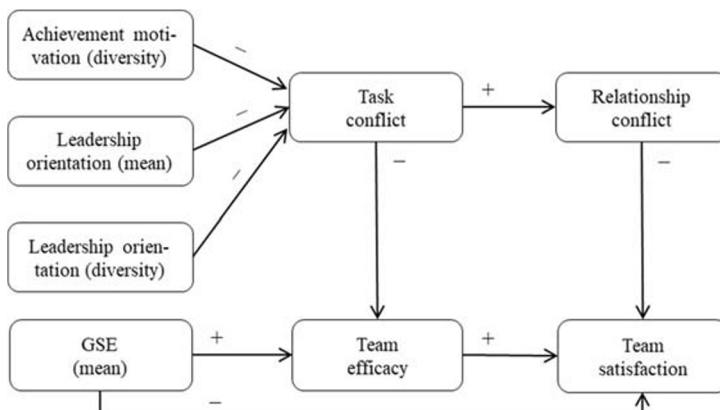 Achievement moti-
vation (diversity)
–
Task
conflict
+
Relationship
conflict
Leadership
orientation (mean)
–
–
–
–
Leadership orien-
tation (diversity)
GSE
(mean)
+
Team
efficacy
+
Team
satisfaction
–